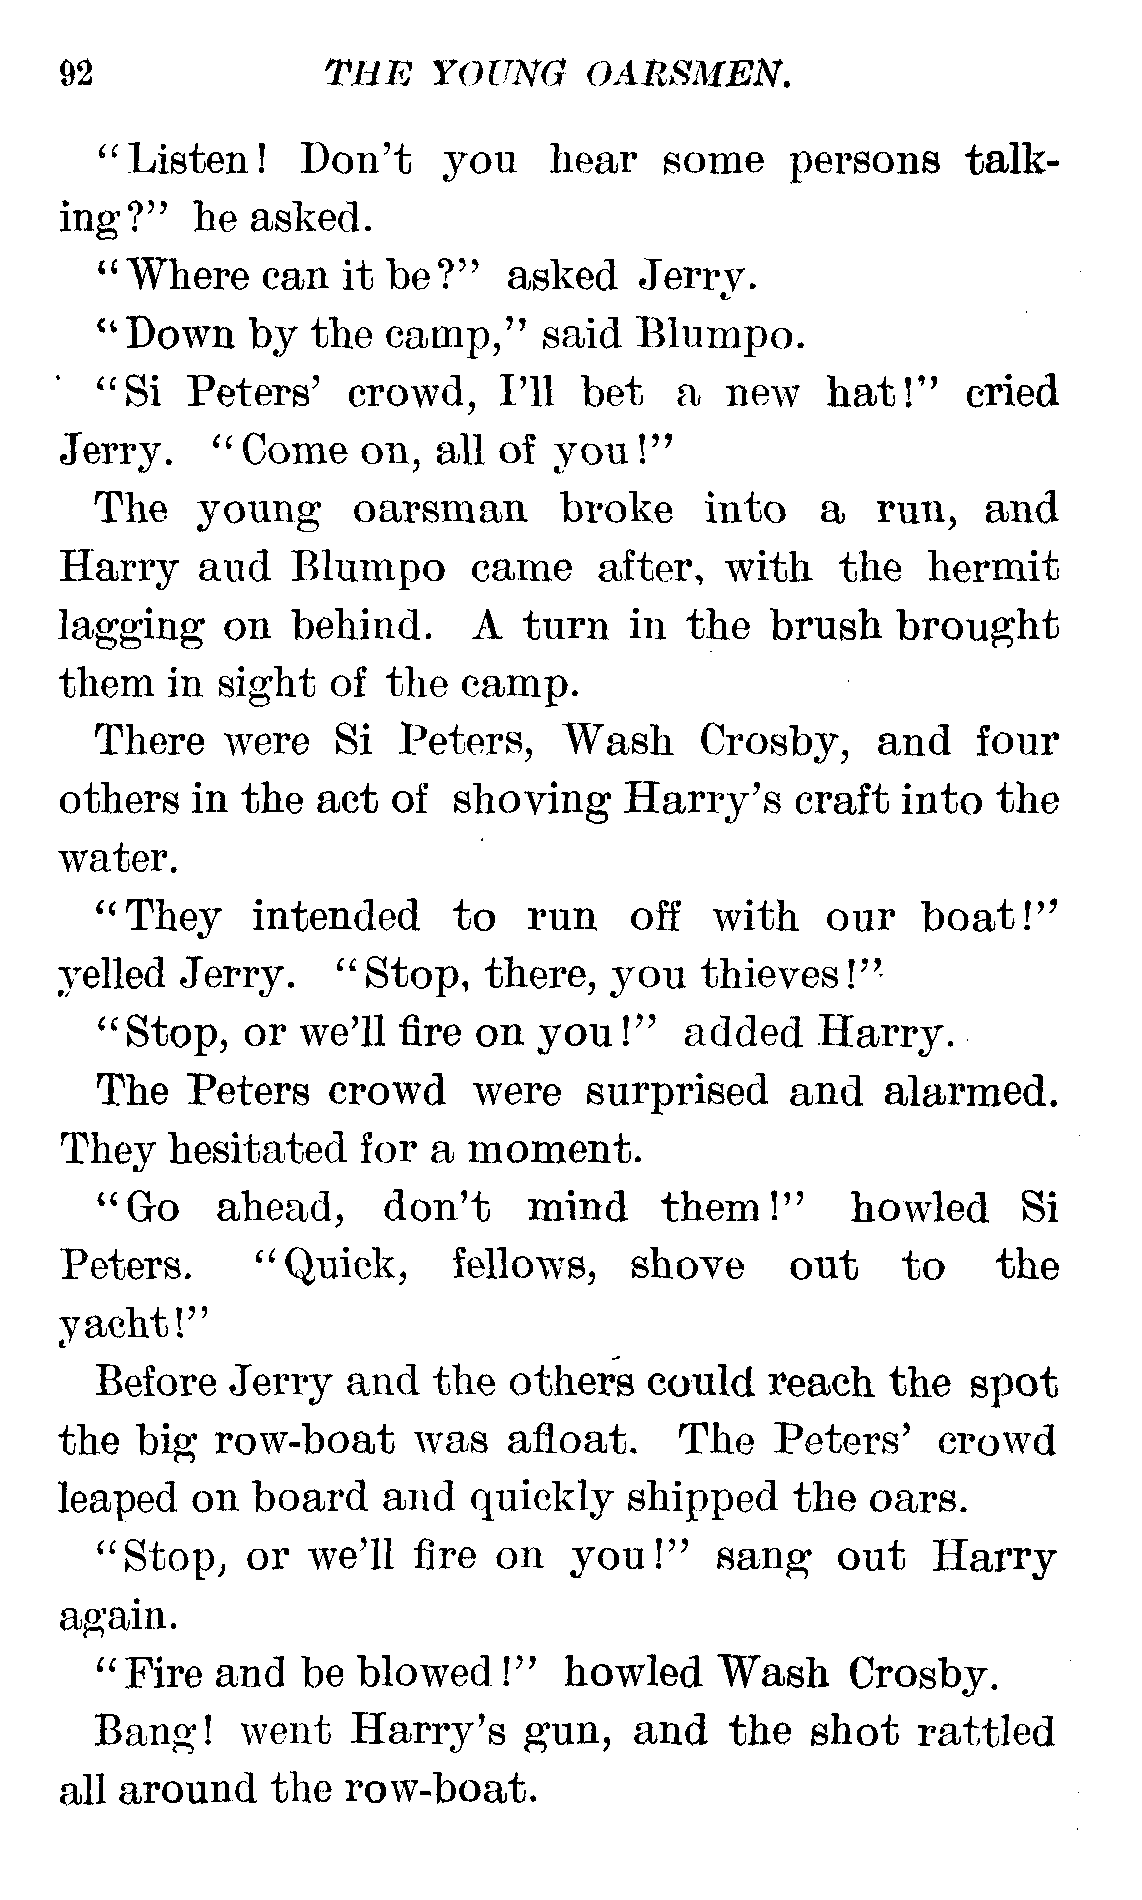 92 THE YOUNG OARSMEN.
“Listen! Don’t you hear some persons talk-
ing?” he asked.
“Where can it be?” asked Jerry.
“Down by the camp,” said Blumpo.
“Si Peters’ crowd, I’ll bet a new hat!” cried
Jerry. “Come on, all of you!”
The young oarsman broke into a run, and
Harry aud Blumpo came after, with the hermit
lagging on behind. A turn in the brush brought
them in sight of the camp.
There were Si Peters, Wash Crosby, and four
others in the act of shoving Harry’s craft into the
water.
“They intended to run off with our boat!”
yelled Jerry. “Stop, there, you thieves!”
“Stop, or we’ll fire on you!” added Harry.
The Peters crowd were surprised and alarmed.
They hesitated for a moment.
“Go ahead, don’t mind them!” howled Si
Peters. “Quick, fellows, shove out to the
yacht!”
Before Jerry and the others could reach the spot
the big row-boat was afloat. The Peters’ crowd
leaped on board and quickly shipped the oars.
“Stop, or we’ll fire on you!” sang out Harry
again.
“Fire and be blowed!” howled Wash Crosby.
Bang! went Harry’s gun, and the shot rattled
all around the row-boat.